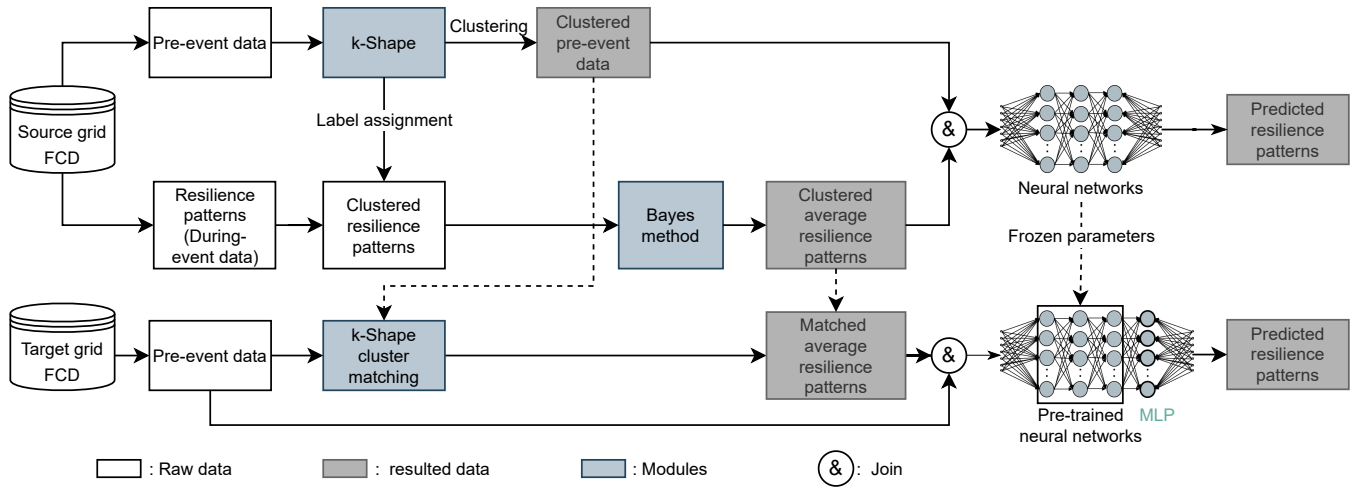 Pre-event data
k-Shape
Clustering
Clustered
pre-event
data
Source grid
FCD
Label assignment
&
Neural networks
Predicted
resilience
patterns
Resilience
patterns
(During-
event data)
Clustered
resilience
patterns
Bayes
method
Clustered
average
resilience
patterns
Frozen parameters
Target grid
FCD
Pre-event data
k-Shape
cluster
matching
Matched
average
resilience
patterns
&
Pre-trained
neural networks
MLP
Predicted
resilience
patterns
: Raw data
: resulted data
: Modules
& : Join